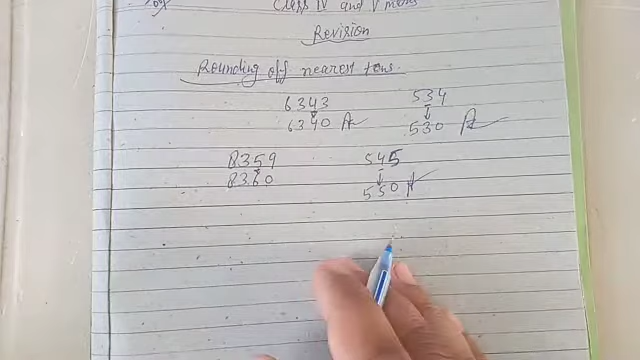 Class IV and V maths
Revision
Rounding off nearest tens.
6343 534
6340 530
8359 545
8360 550